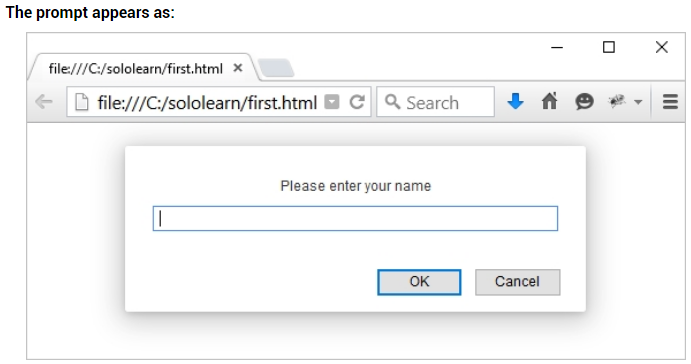 The prompt appears as:
file:///C:/sololearn/first.html
file:///C:/sololearn/first.html Search
Please enter your name
OK Cancel